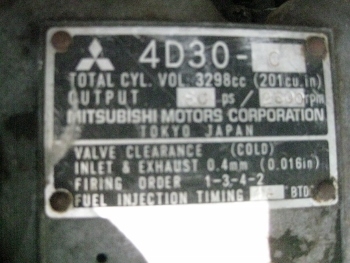 4D30-C
TOTAL CYL. VOL 3298cc (201cu.in)
OUTPUT ps / rpm
MITSUBISHI MOTORS CORPORATION
TOKYO JAPAN
VALVE CLEARANCE (COLD)
INLET & EXHAUST 0.4mm (0.016in)
FIRING ORDER 1-3-4-2
FUEL INJECTION TIMING BTDC